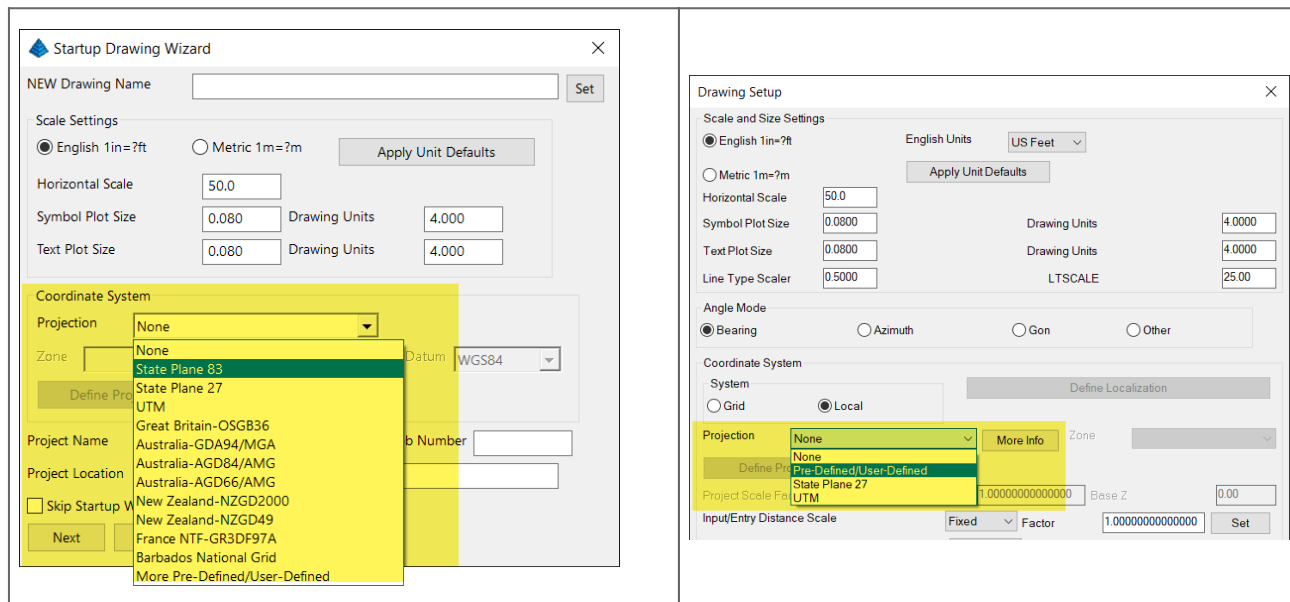 Startup Drawing Wizard
NEW Drawing Name
Set
Scale Settings
English 1in=?ft
Metric 1m=?m
Apply Unit Defaults
Horizontal Scale
50.0
Symbol Plot Size
0.080
Drawing Units
4.000
Text Plot Size
0.080
Drawing Units
4.000
Coordinate System
Projection
None
Zone
Datum
WGS84
None
State Plane 83
State Plane 27
UTM
Great Britain-OSGB36
Australia-GDA94/MGA
Australia-AGD84/AMG
Australia-AGD66/AMG
New Zealand-NZGD2000
New Zealand-NZGD49
France NTF-GR3DF97A
Barbados National Grid
More Pre-Defined/User-Defined
Define Pro
Project Name
b Number
Project Location
Skip Startup W
Next
Drawing Setup
Scale and Size Settings
English 1in=?ft
English Units
US Feet
Metric 1m=?m
Apply Unit Defaults
Horizontal Scale
50.0
Symbol Plot Size
0.0800
Drawing Units
4.0000
Text Plot Size
0.0800
Drawing Units
4.0000
Line Type Scaler
0.5000
LTSCALE
25.00
Angle Mode
Bearing
Azimuth
Gon
Other
Coordinate System
System
Grid
Local
Define Localization
Projection
None
More Info
Zone
None
Pre-Defined/User-Defined
State Plane 27
UTM
Define Pro
Project Scale Fa
1.00000000000000
Base Z
0.00
Input/Entry Distance Scale
Fixed
Factor
1.00000000000000
Set